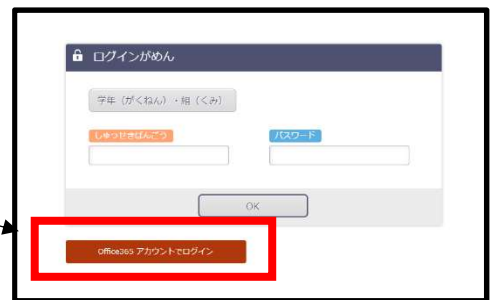 ログインがめん
学年（がくねん）・組（くみ）
しゅっせきばんごう
パスワード
OK
Office365 アカウントでログイン